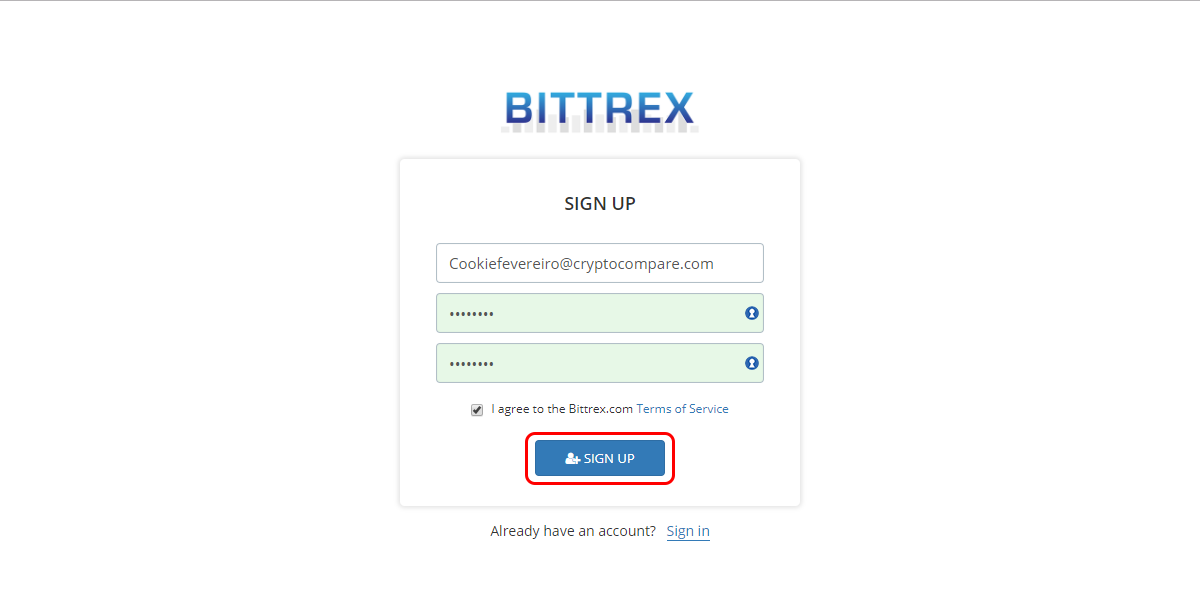 BITTREX
SIGN UP
Cookiefevereiro@cryptocompare.com
••••••••
••••••••
I agree to the Bittrex.com Terms of Service
SIGN UP
Already have an account? Sign in